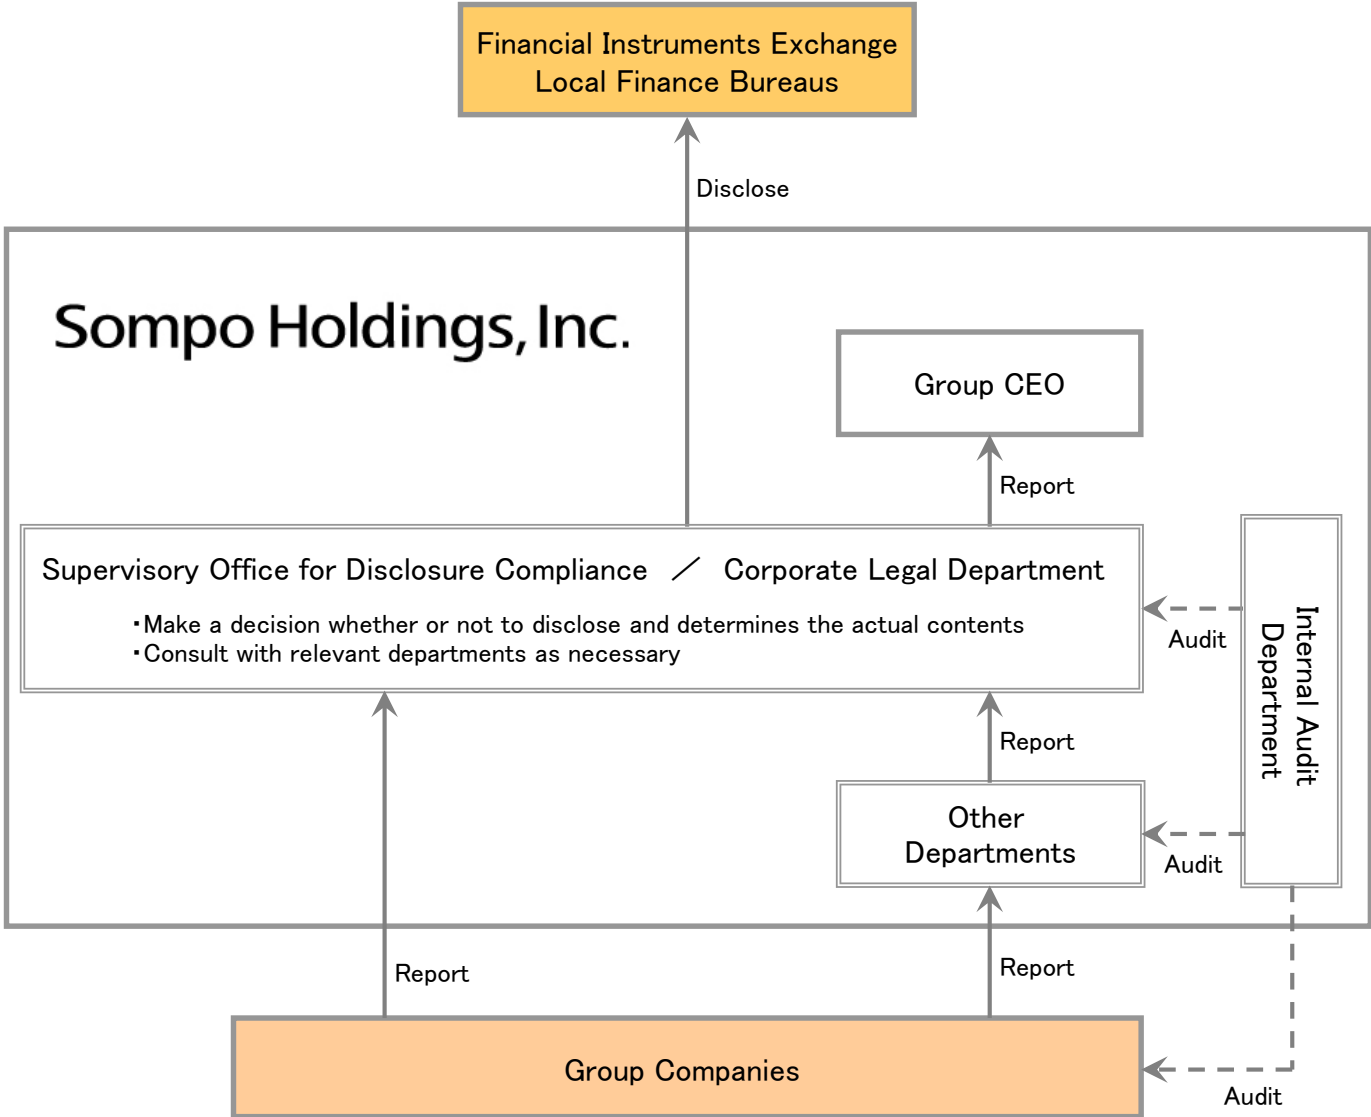 Financial Instruments Exchange
Local Finance Bureaus
Disclose
Sompo Holdings, Inc.
Group CEO
Report
Supervisory Office for Disclosure Compliance ／ Corporate Legal Department
・Make a decision whether or not to disclose and determines the actual contents
・Consult with relevant departments as necessary
Audit
Internal Audit
Department
Report
Other
Departments
Audit
Report
Report
Group Companies
Audit